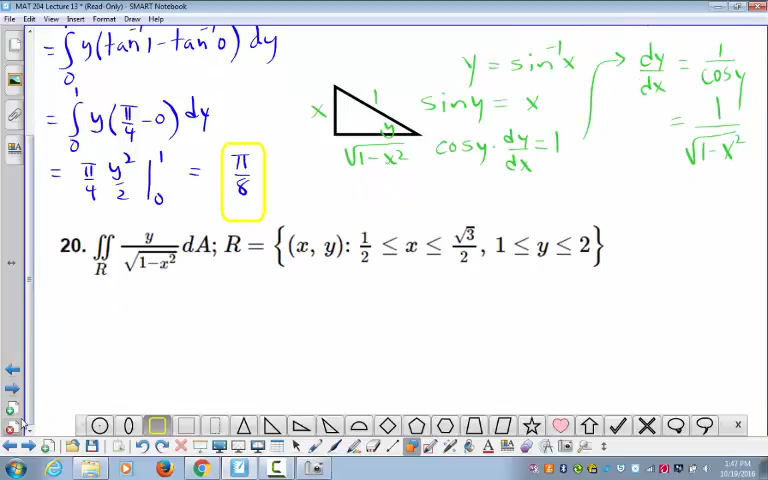 MAT 204 Lecture 13 * (Read-Only) - SMART Notebook
File Edit View Insert Format Draw Help
= ∫₀¹ y(tan⁻¹1 − tan⁻¹0) dy
= ∫₀¹ y(π/4 − 0) dy
= π/4 y²/2 |₀¹ = π/8
y = sin⁻¹x
sin y = x
cos y · dy/dx = 1
x 1 y √(1−x²)
dy/dx = 1/cos y
= 1/√(1−x²)
20. ∬_R y/√(1−x²) dA; R = {(x, y): 1/2 ≤ x ≤ √3/2, 1 ≤ y ≤ 2}
1:47 PM
10/19/2016